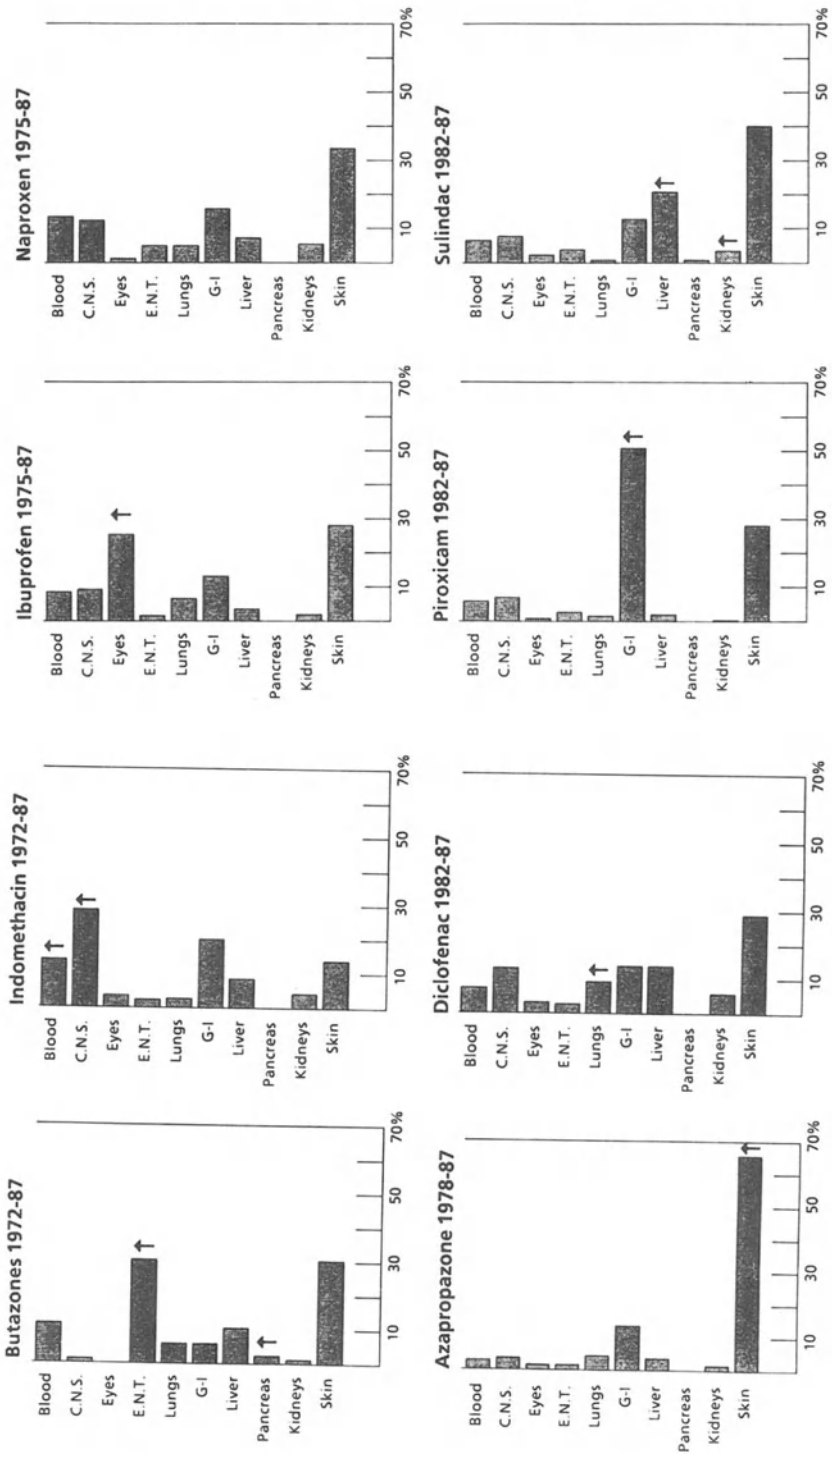 Butazones 1972-87
Blood
C.N.S.
Eyes
E.N.T.
Lungs
G-I
Liver
Pancreas
Kidneys
Skin
10 30 50 70%
Indomethacin 1972-87
Blood
C.N.S.
Eyes
E.N.T.
Lungs
G-I
Liver
Pancreas
Kidneys
Skin
10 30 50 70%
Ibuprofen 1975-87
Blood
C.N.S.
Eyes
E.N.T.
Lungs
G-I
Liver
Pancreas
Kidneys
Skin
10 30 50 70%
Naproxen 1975-87
Blood
C.N.S.
Eyes
E.N.T.
Lungs
G-I
Liver
Pancreas
Kidneys
Skin
10 30 50 70%
Azapropazone 1978-87
Blood
C.N.S.
Eyes
E.N.T.
Lungs
G-I
Liver
Pancreas
Kidneys
Skin
10 30 50 70%
Diclofenac 1982-87
Blood
C.N.S.
Eyes
E.N.T.
Lungs
G-I
Liver
Pancreas
Kidneys
Skin
10 30 50 70%
Piroxicam 1982-87
Blood
C.N.S.
Eyes
E.N.T.
Lungs
G-I
Liver
Pancreas
Kidneys
Skin
10 30 50 70%
Sulindac 1982-87
Blood
C.N.S.
Eyes
E.N.T.
Lungs
G-I
Liver
Pancreas
Kidneys
Skin
10 30 50 70%